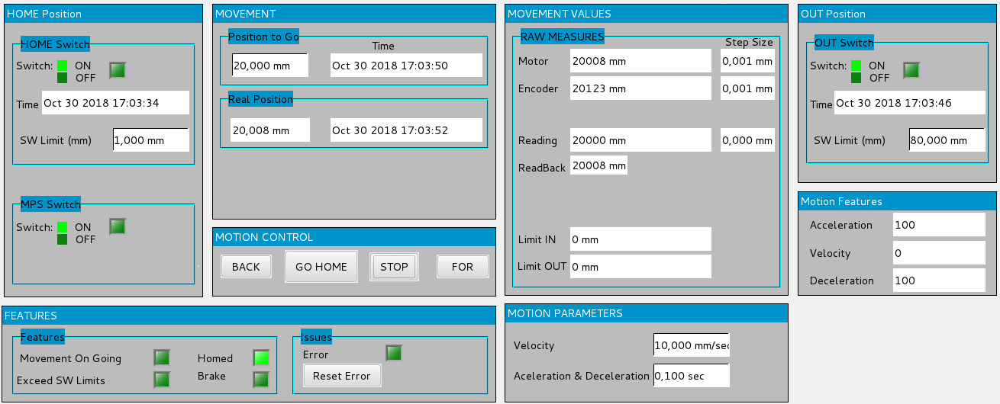 HOME Position
HOME Switch
Switch: ON
OFF
Time Oct 30 2018 17:03:34
SW Limit (mm) 1,000 mm
MPS Switch
Switch: ON
OFF
MOVEMENT
Position to Go
Time
20,000 mm Oct 30 2018 17:03:50
Real Position
20,008 mm Oct 30 2018 17:03:52
MOTION CONTROL
BACK GO HOME STOP FOR
MOVEMENT VALUES
RAW MEASURES
Step Size
Motor 20008 mm 0,001 mm
Encoder 20123 mm 0,001 mm
Reading 20000 mm 0,000 mm
ReadBack 20008 mm
Limit IN 0 mm
Limit OUT 0 mm
OUT Position
OUT Switch
Switch: ON
OFF
Time Oct 30 2018 17:03:46
SW Limit (mm) 80,000 mm
Motion Features
Acceleration 100
Velocity 0
Deceleration 100
FEATURES
Features
Movement On Going Homed
Exceed SW Limits Brake
Issues
Error
Reset Error
MOTION PARAMETERS
Velocity 10,000 mm/sec
Aceleration & Deceleration 0,100 sec